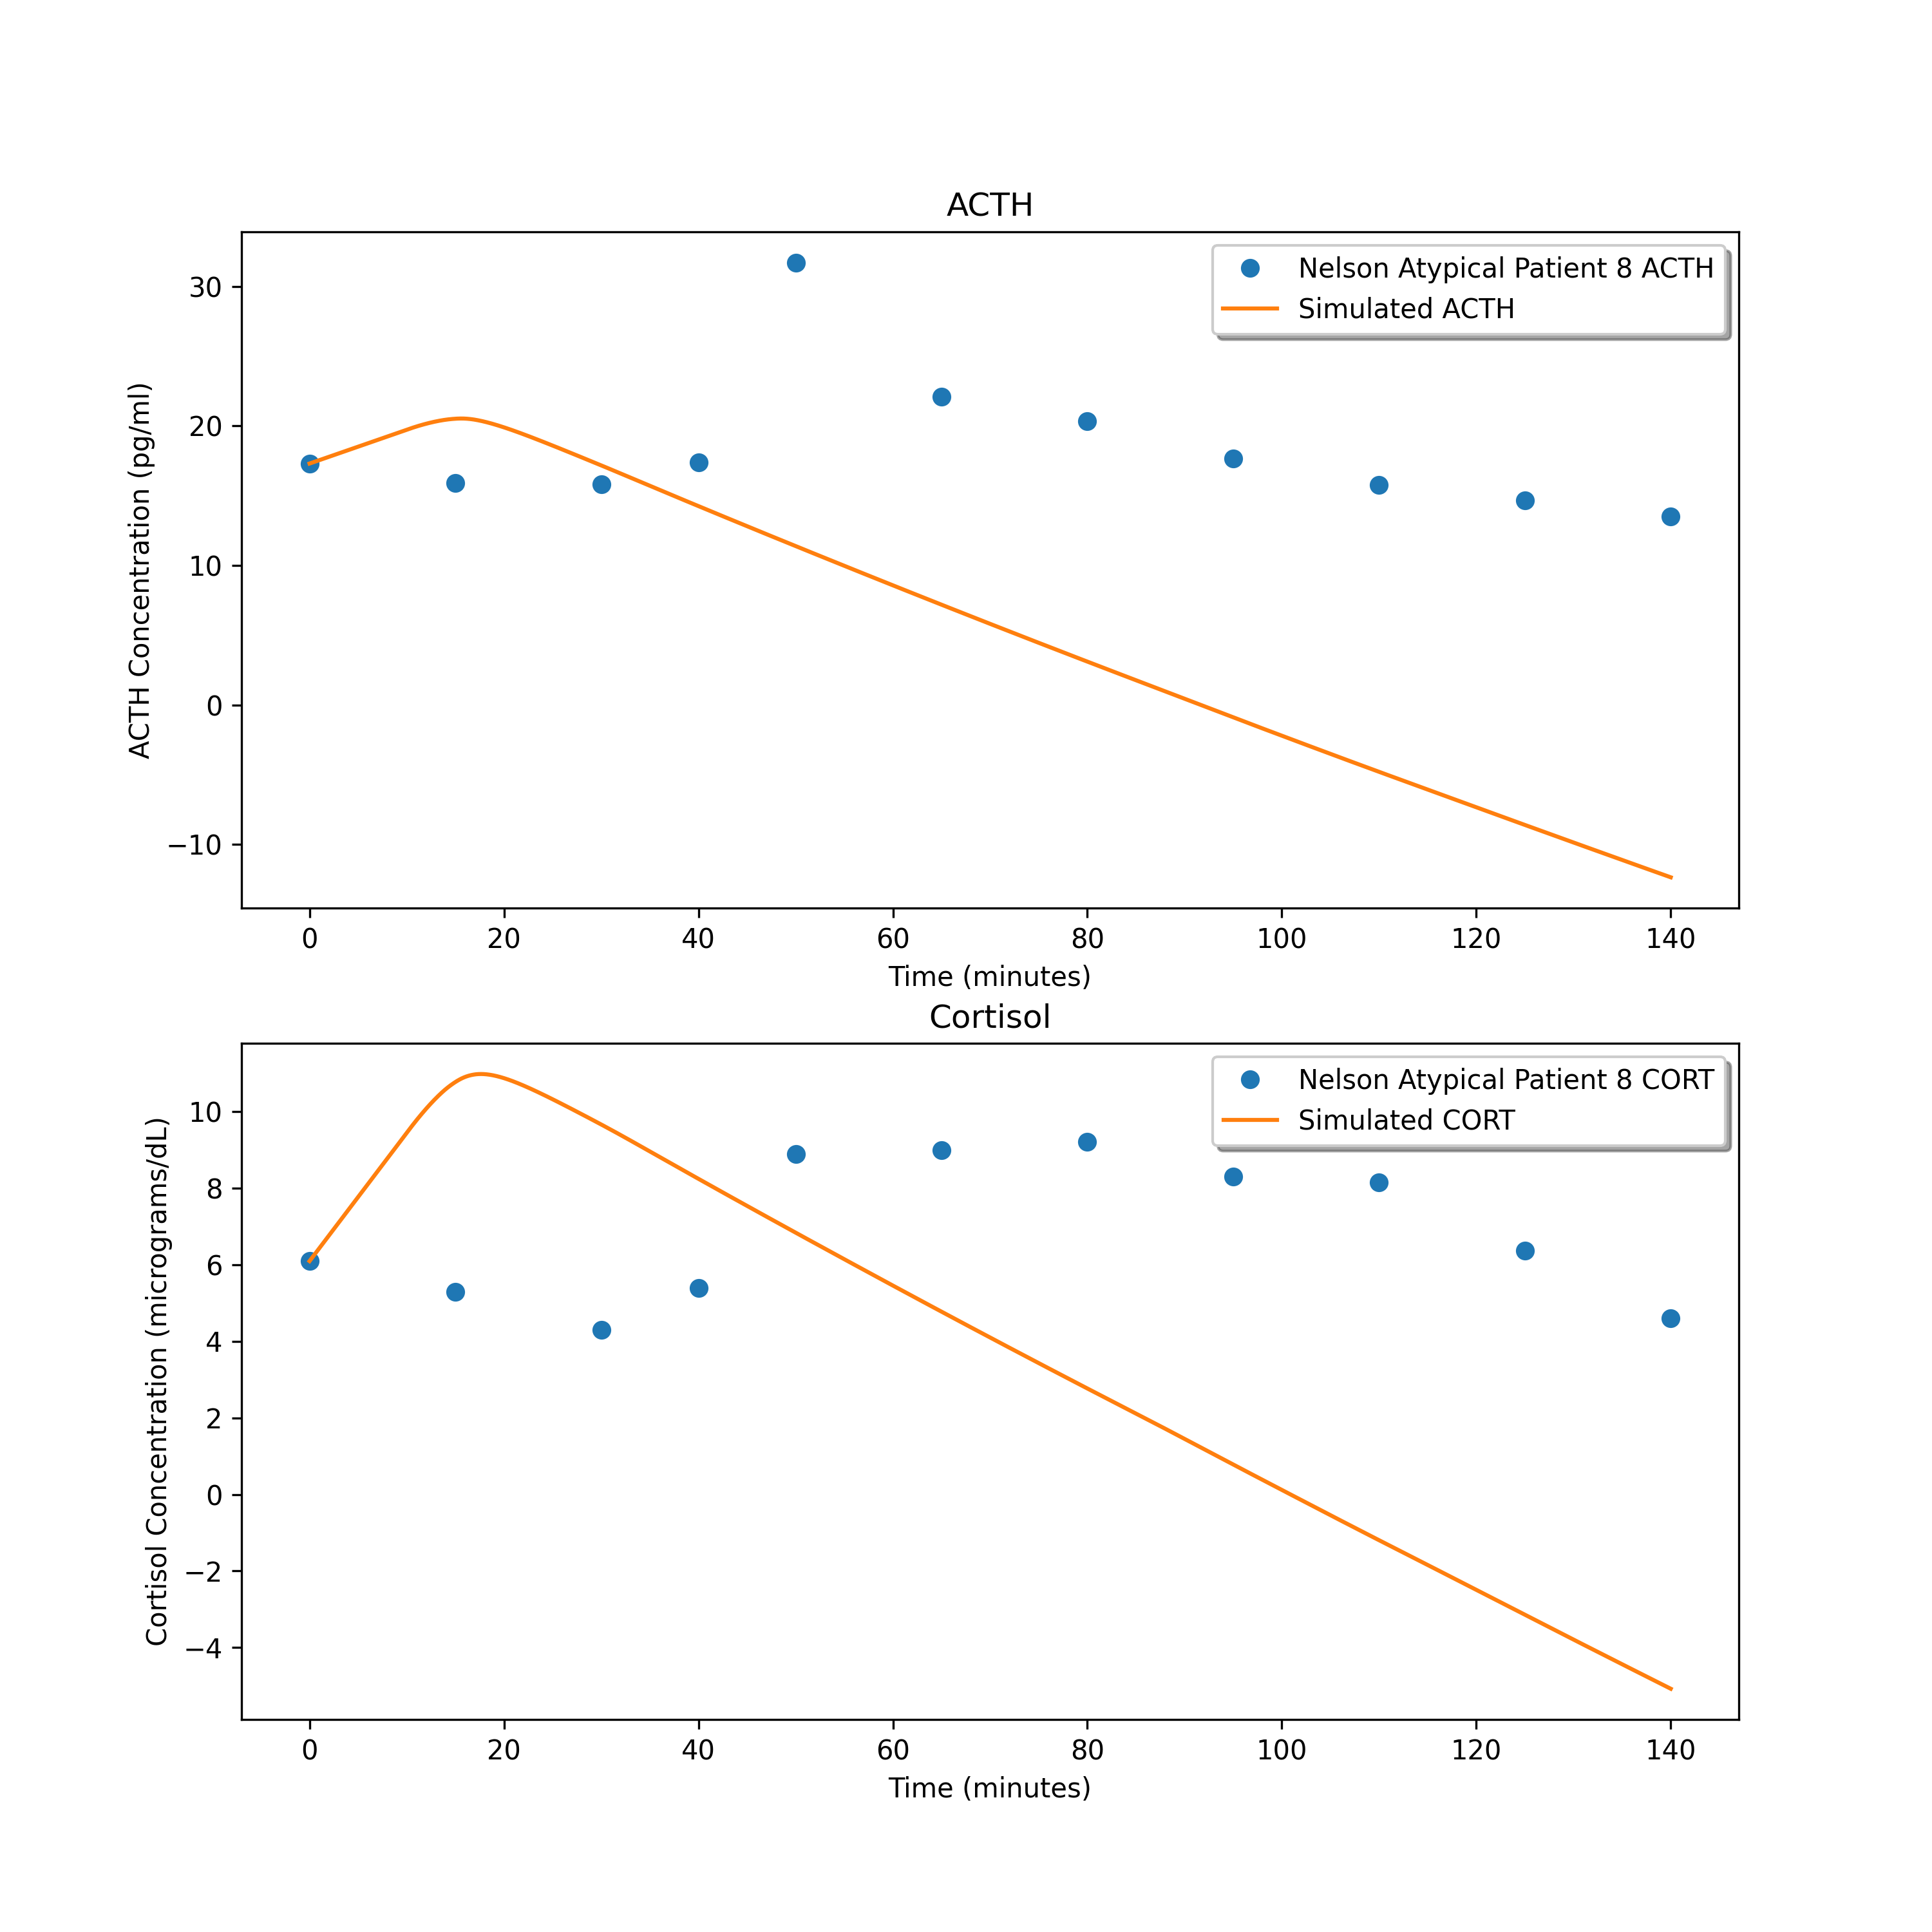 ACTH
Nelson Atypical Patient 8 ACTH
Simulated ACTH
ACTH Concentration (pg/ml)
30
20
10
0
−10
0 20 40 60 80 100 120 140
Time (minutes)
Cortisol
Nelson Atypical Patient 8 CORT
Simulated CORT
Cortisol Concentration (micrograms/dL)
10
8
6
4
2
0
−2
−4
0 20 40 60 80 100 120 140
Time (minutes)